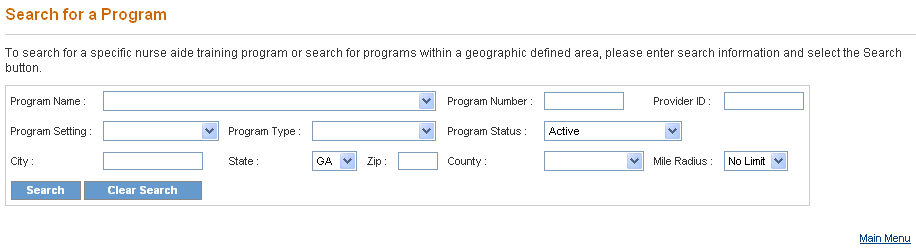 Search for a Program
To search for a specific nurse aide training program or search for programs within a geographic defined area, please enter search information and select the Search
button.
Program Name : Program Number : Provider ID :
Program Setting : Program Type : Program Status : Active
City : State : GA Zip : County : Mile Radius : No Limit
Search Clear Search
Main Menu